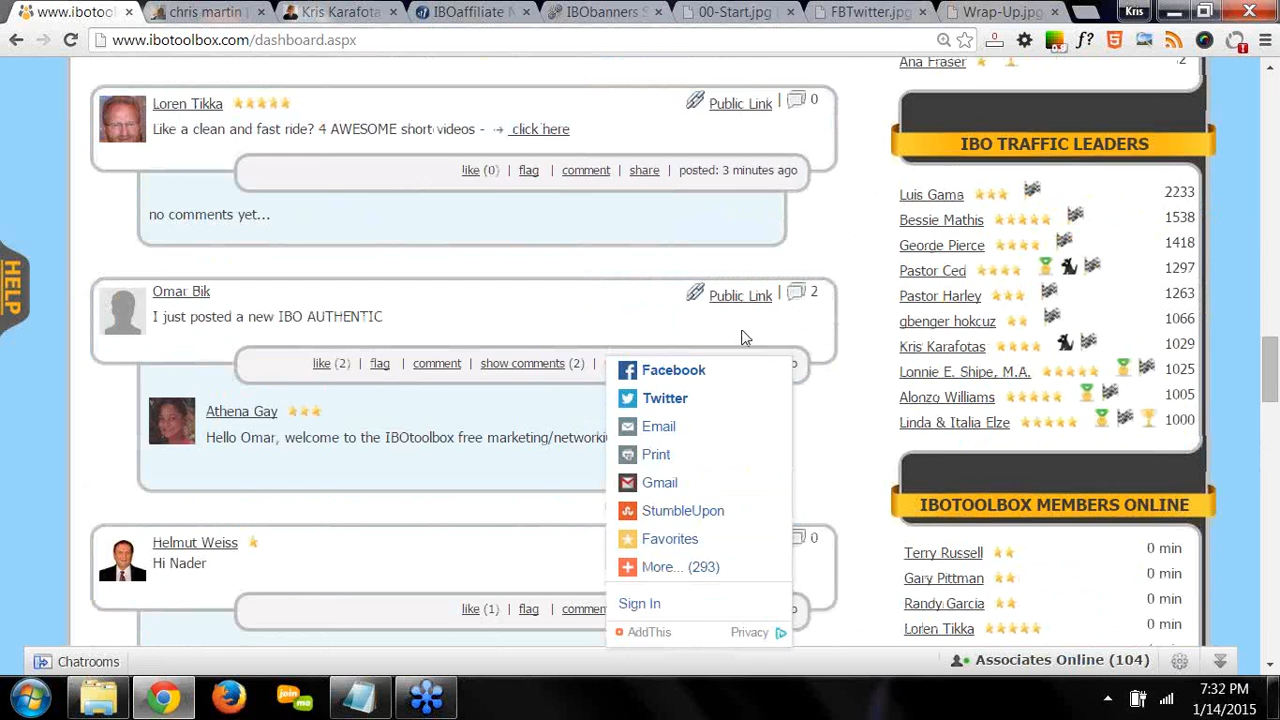 www.ibotoolbo
chris martin
Kris Karafota
IBOaffiliate
IBObanners S
00-Start.jpg
FBTwitter.jpg
Wrap-Up.jpg
Kris
www.ibotoolbox.com/dashboard.aspx
Ana Fraser
Loren Tikka
Public Link | 0
Like a clean and fast ride? 4 AWESOME short videos - → click here
like (0) | flag | comment | share | posted: 3 minutes ago
no comments yet...
Omar Bik
Public Link | 2
I just posted a new IBO AUTHENTIC
like (2) | flag | comment | show comments (2) |
Athena Gay
Hello Omar, welcome to the IBOtoolbox free marketing/networki
Helmut Weiss
0
Hi Nader
like (1) | flag | commen
Facebook
Twitter
Email
Print
Gmail
StumbleUpon
Favorites
More... (293)
Sign In
AddThis
Privacy
IBO TRAFFIC LEADERS
Luis Gama 2233
Bessie Mathis 1538
George Pierce 1418
Pastor Ced 1297
Pastor Harley 1263
gbenger hokcuz 1066
Kris Karafotas 1029
Lonnie E. Shipe, M.A. 1025
Alonzo Williams 1005
Linda & Italia Elze 1000
IBOTOOLBOX MEMBERS ONLINE
Terry Russell 0 min
Gary Pittman 0 min
Randy Garcia 0 min
Loren Tikka 0 min
HELP
Chatrooms
Associates Online (104)
join me
7:32 PM
1/14/2015